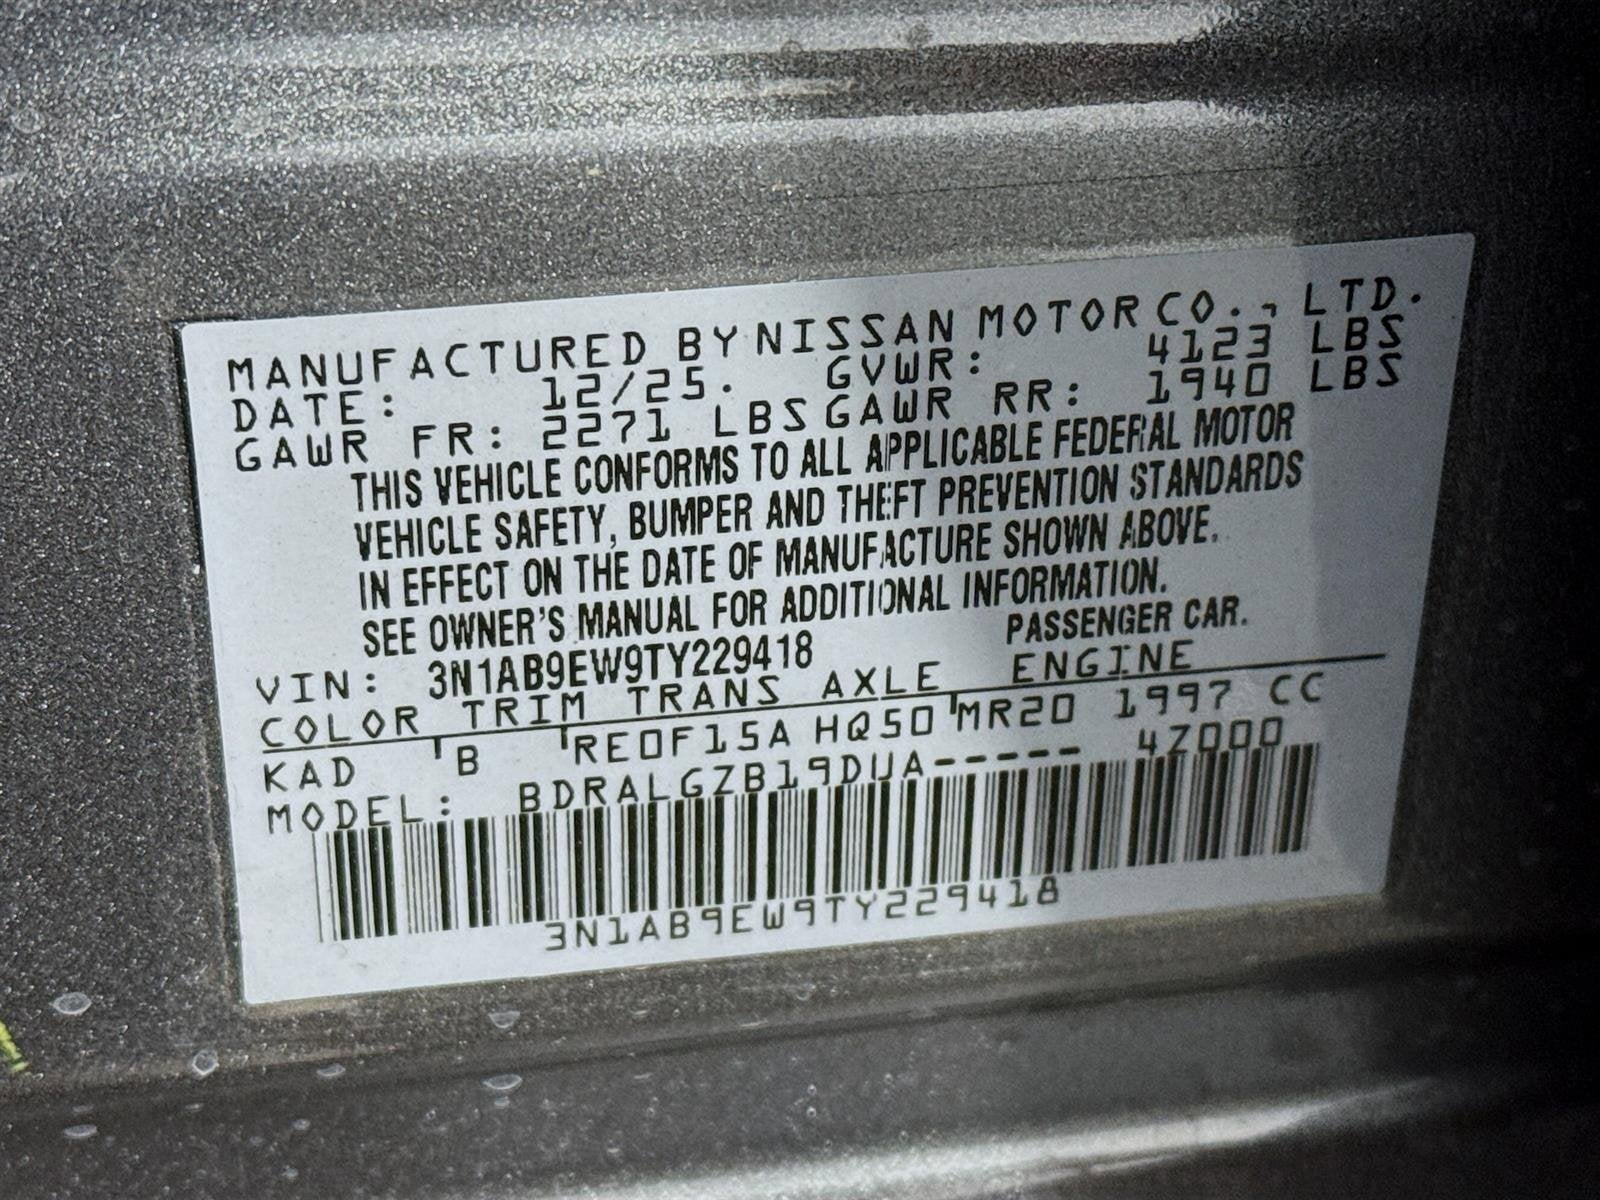 MANUFACTURED BY NISSAN MOTOR CO., LTD.
DATE: 12/25. GVWR: 4123 LBS
GAWR FR: 2271 LBS GAWR RR: 1940 LBS
THIS VEHICLE CONFORMS TO ALL APPLICABLE FEDERAL MOTOR
VEHICLE SAFETY, BUMPER AND THEFT PREVENTION STANDARDS
IN EFFECT ON THE DATE OF MANUFACTURE SHOWN ABOVE.
SEE OWNER'S MANUAL FOR ADDITIONAL INFORMATION.
VIN: 3N1AB9EW9TY229418 PASSENGER CAR.
COLOR TRIM TRANS AXLE ENGINE
KAD B RE0F15A HQ50 MR20 1997 CC
MODEL: BDRALGZB19DUA----- 4Z000
3N1AB9EW9TY229418